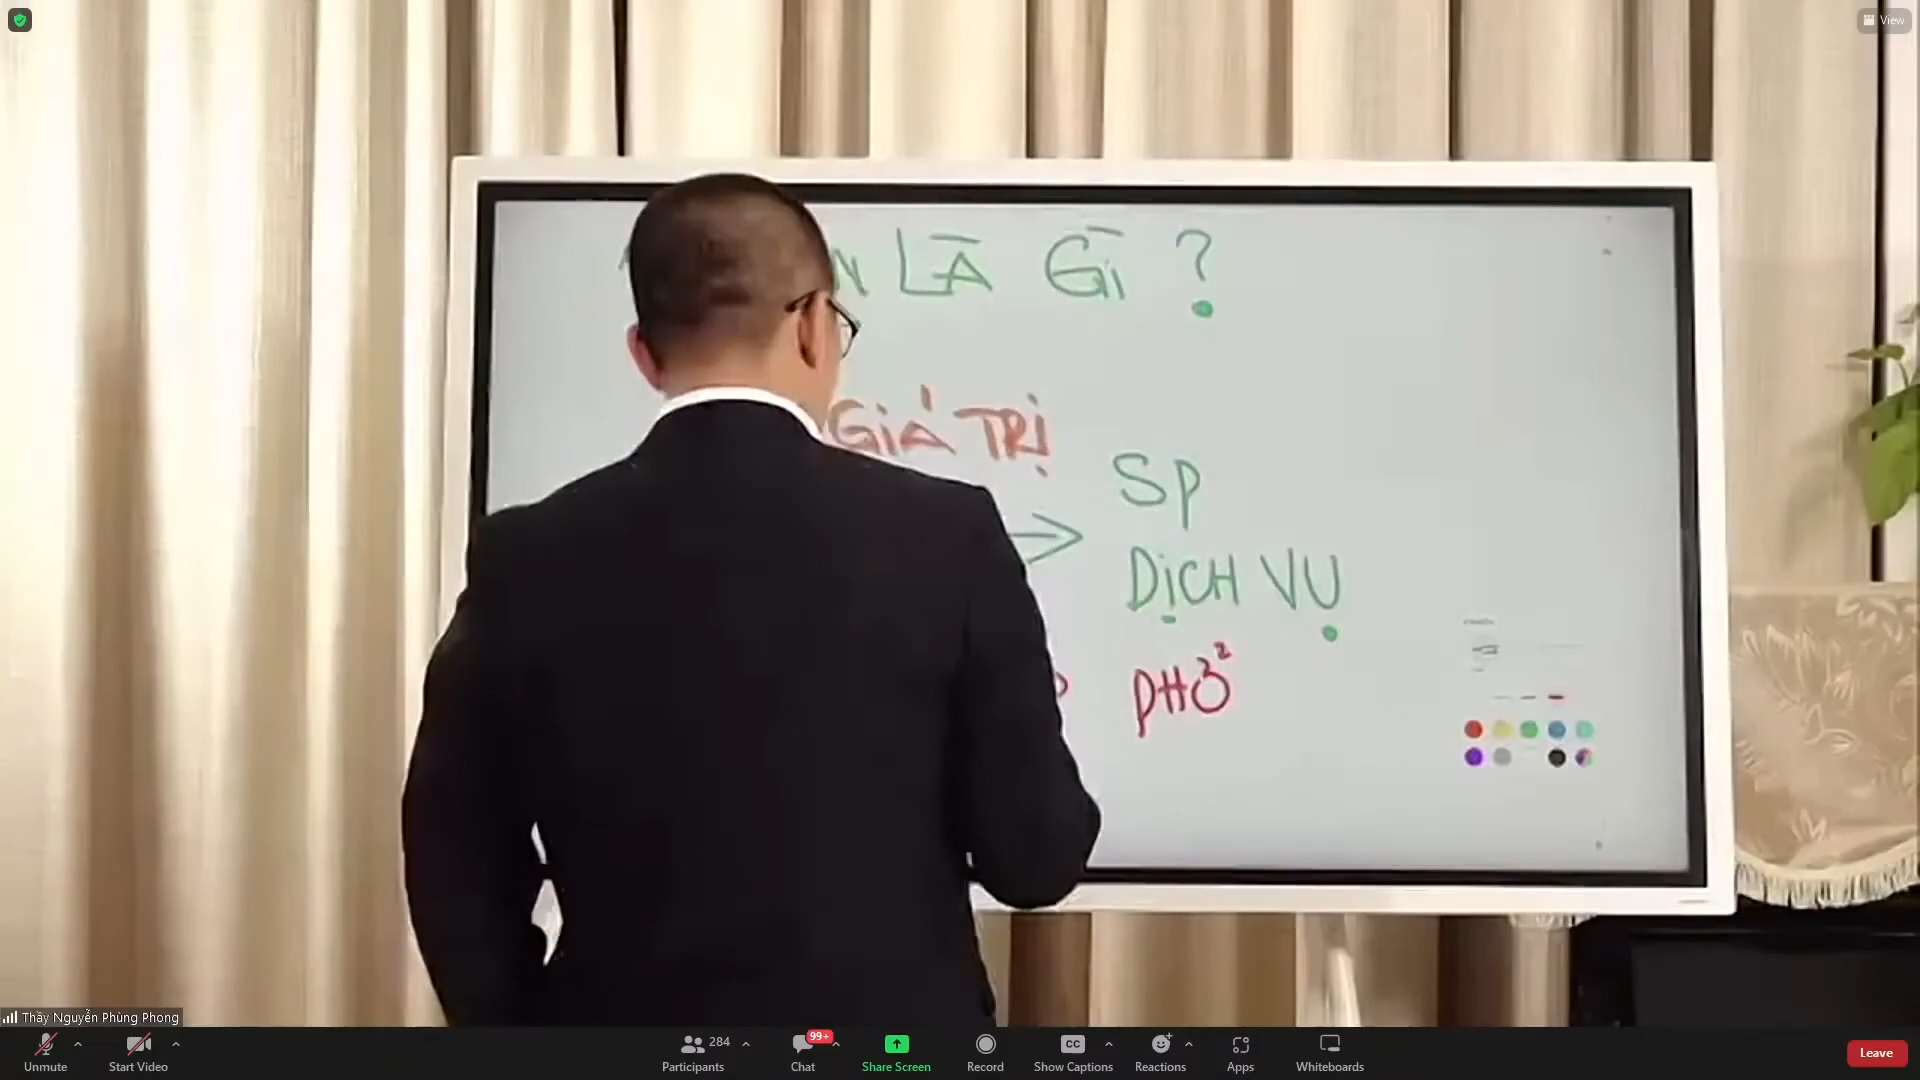 View
LÀ GÌ ?
GIÁ TRỊ
SP
DỊCH VỤ
PHỞ
Thầy Nguyễn Phùng Phong
Unmute
Start Video
284
Participants
99+
Chat
Share Screen
Record
CC
Show Captions
Reactions
Apps
Whiteboards
Leave